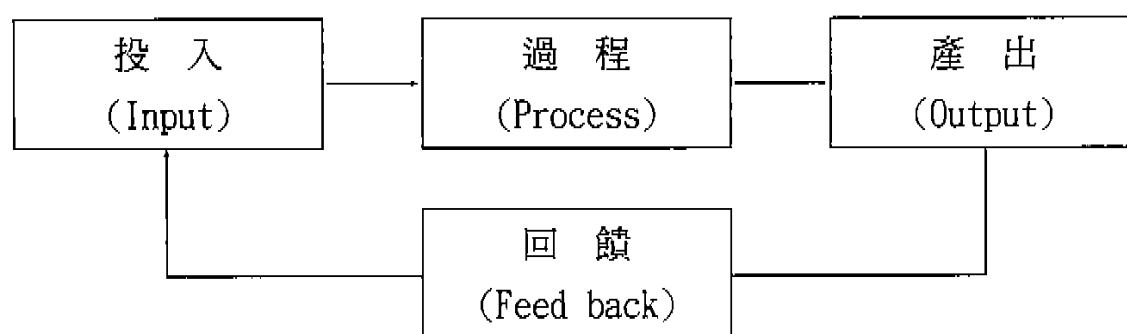 投 入
(Input)
過 程
(Process)
產 出
(Output)
回 饋
(Feed back)